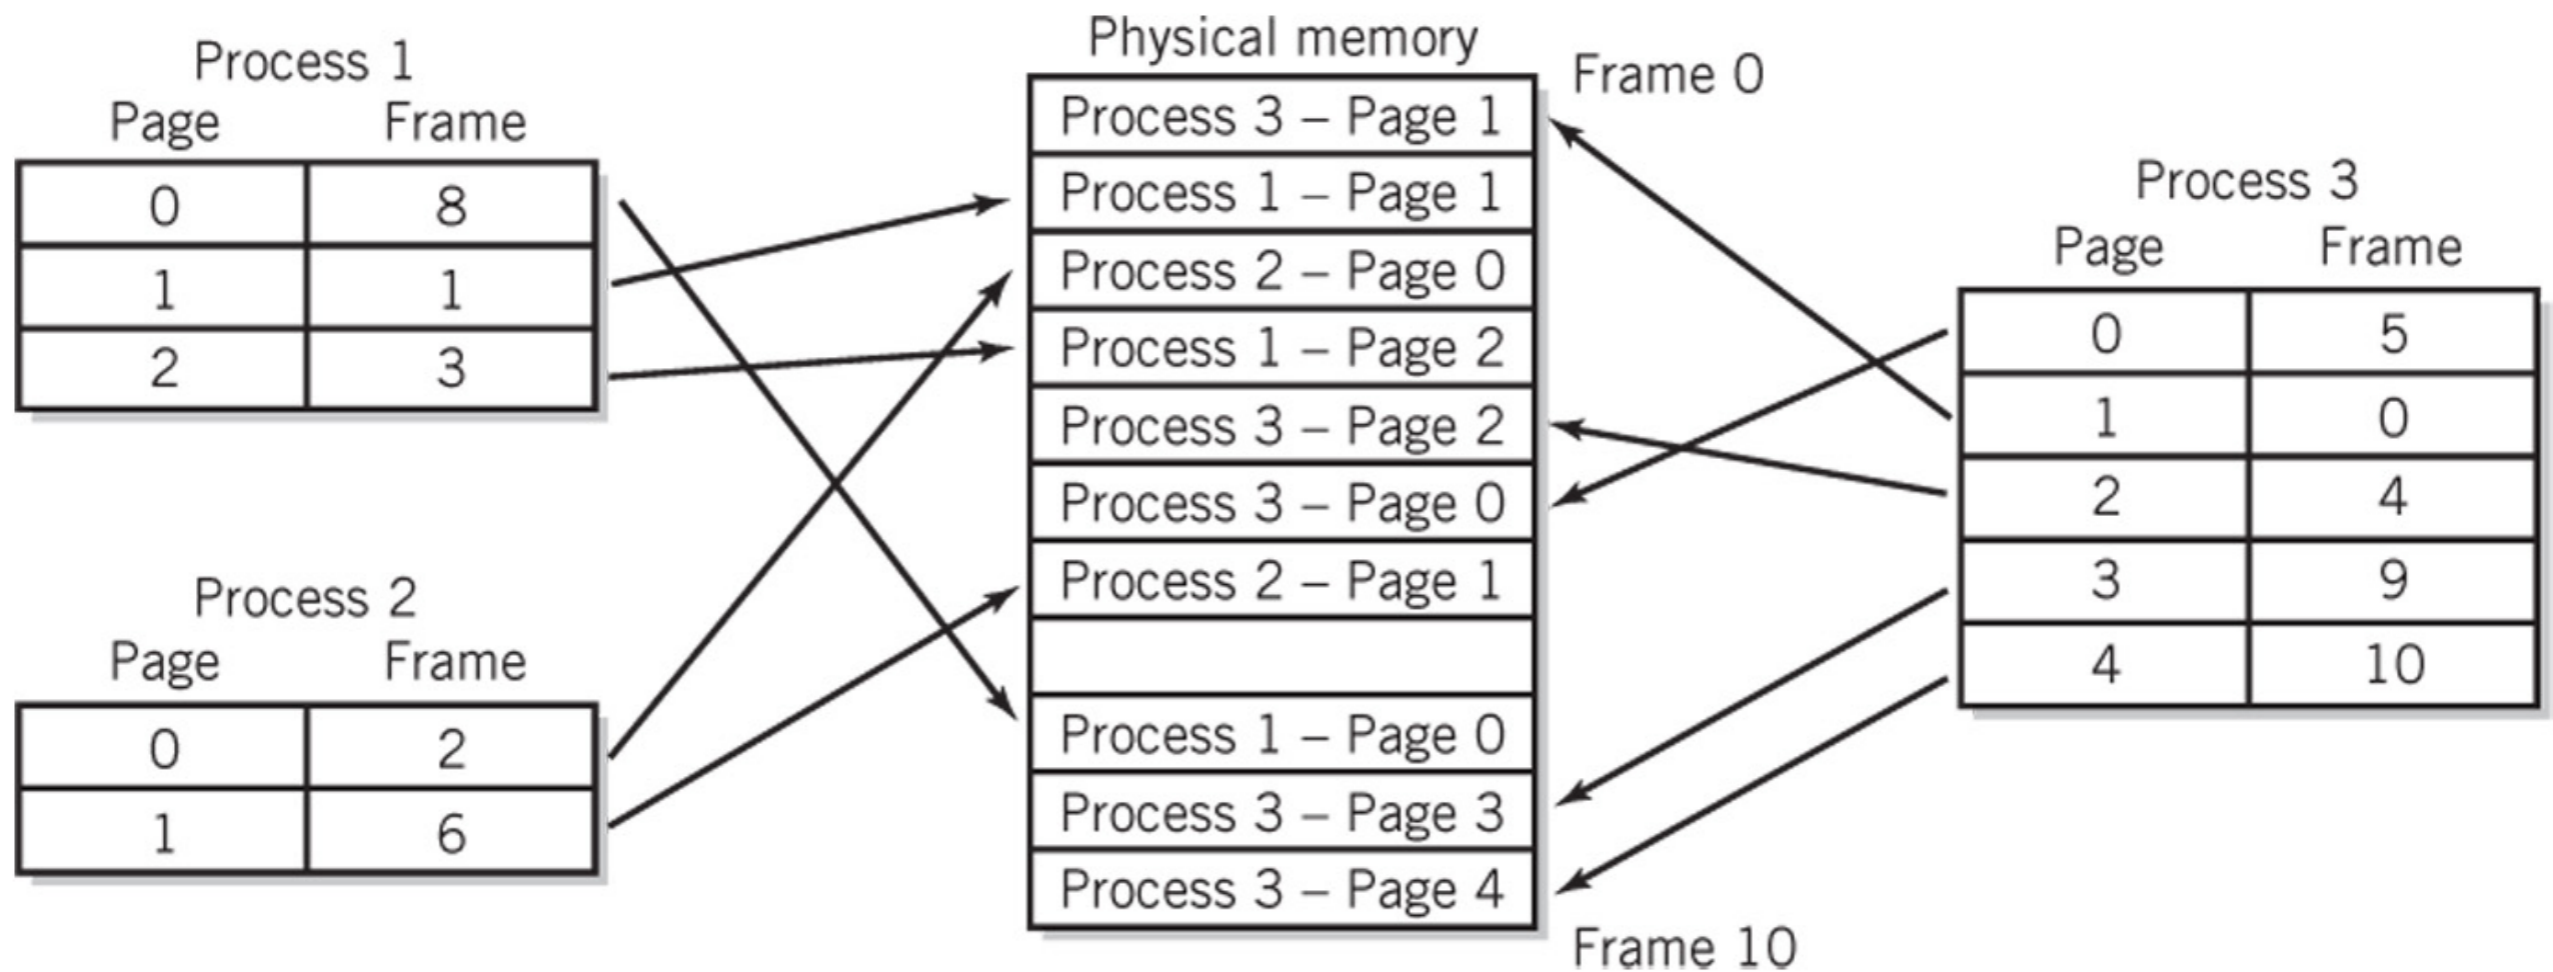 Process 1
Page Frame
0 8
1 1
2 3
Process 2
Page Frame
0 2
1 6
Physical memory
Frame 0
Process 3 – Page 1
Process 1 – Page 1
Process 2 – Page 0
Process 1 – Page 2
Process 3 – Page 2
Process 3 – Page 0
Process 2 – Page 1
Process 1 – Page 0
Process 3 – Page 3
Process 3 – Page 4
Frame 10
Process 3
Page Frame
0 5
1 0
2 4
3 9
4 10